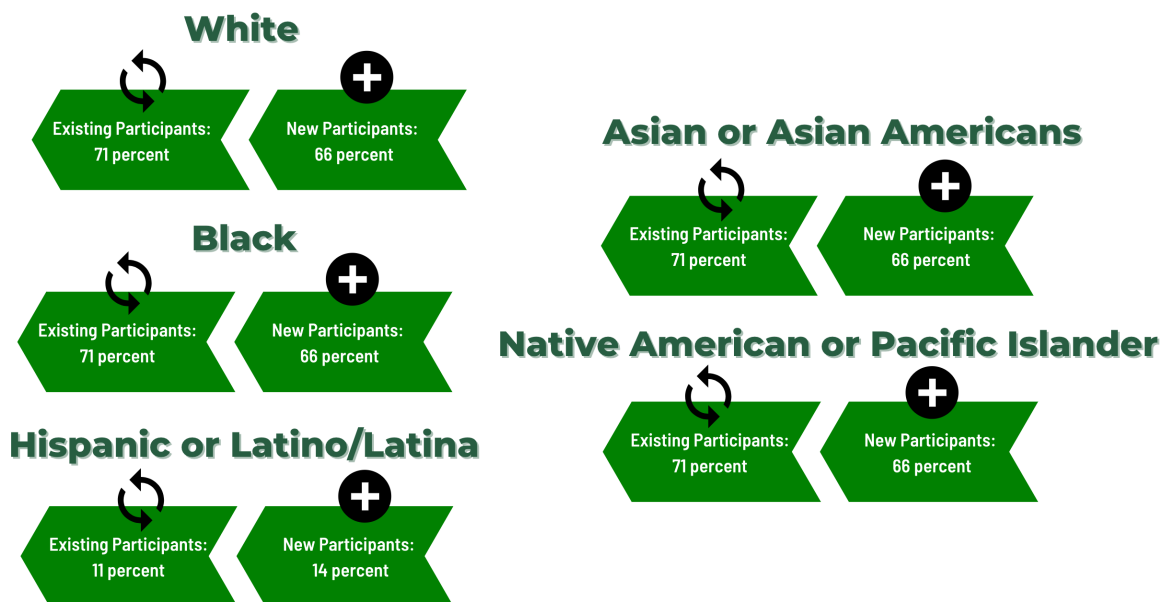 White
Existing Participants:
71 percent
New Participants:
66 percent
Black
Existing Participants:
71 percent
New Participants:
66 percent
Hispanic or Latino/Latina
Existing Participants:
11 percent
New Participants:
14 percent
Asian or Asian Americans
Existing Participants:
71 percent
New Participants:
66 percent
Native American or Pacific Islander
Existing Participants:
71 percent
New Participants:
66 percent